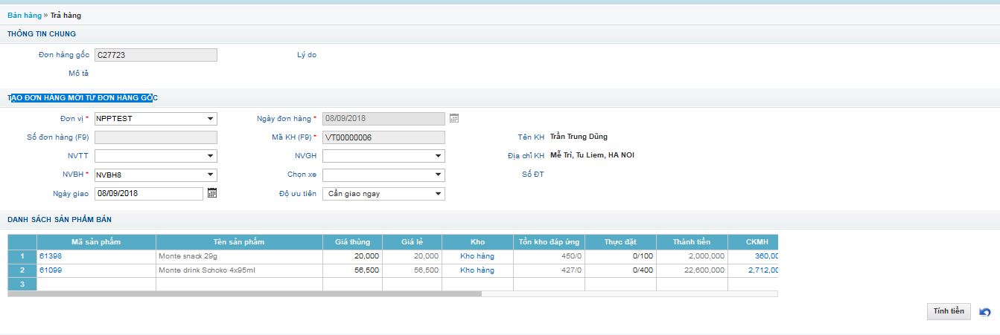 Bán hàng » Trả hàng
THÔNG TIN CHUNG
Đơn hàng gốc C27723 Lý do
Mô tả
TẠO ĐƠN HÀNG MỚI TỪ ĐƠN HÀNG GỐC
Đơn vị * NPPTEST Ngày đơn hàng * 08/09/2018
Số đơn hàng (F9) Mã KH (F9) * VT00000006 Tên KH Trần Trung Dũng
NVTT NVGH Địa chỉ KH Mễ Trì, Tu Liem, HA NOI
NVBH * NVBH8 Chọn xe Số ĐT
Ngày giao 08/09/2018 Độ ưu tiên Cần giao ngay
DANH SÁCH SẢN PHẨM BÁN
Mã sản phẩm Tên sản phẩm Giá thùng Giá lẻ Kho Tồn kho đáp ứng Thực đặt Thành tiền CKMH
1 61398 Monte snack 29g 20,000 20,000 Kho hàng 450/0 0/100 2,000,000 360,00
2 61099 Monte drink Schoko 4x95ml 56,500 56,500 Kho hàng 427/0 0/400 22,600,000 2,712,00
3
Tính tiền